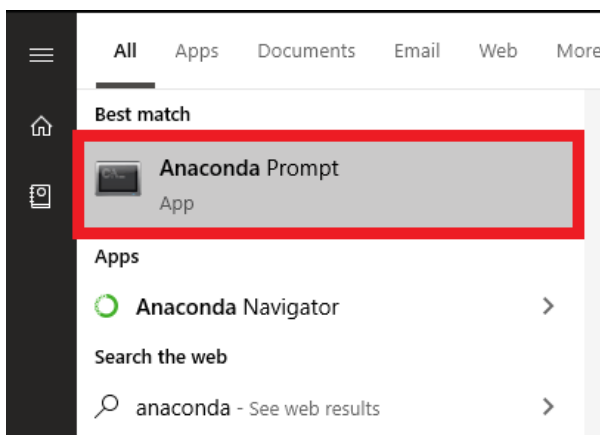 All Apps Documents Email Web More
Best match
Anaconda Prompt
App
Apps
Anaconda Navigator
Search the web
anaconda - See web results